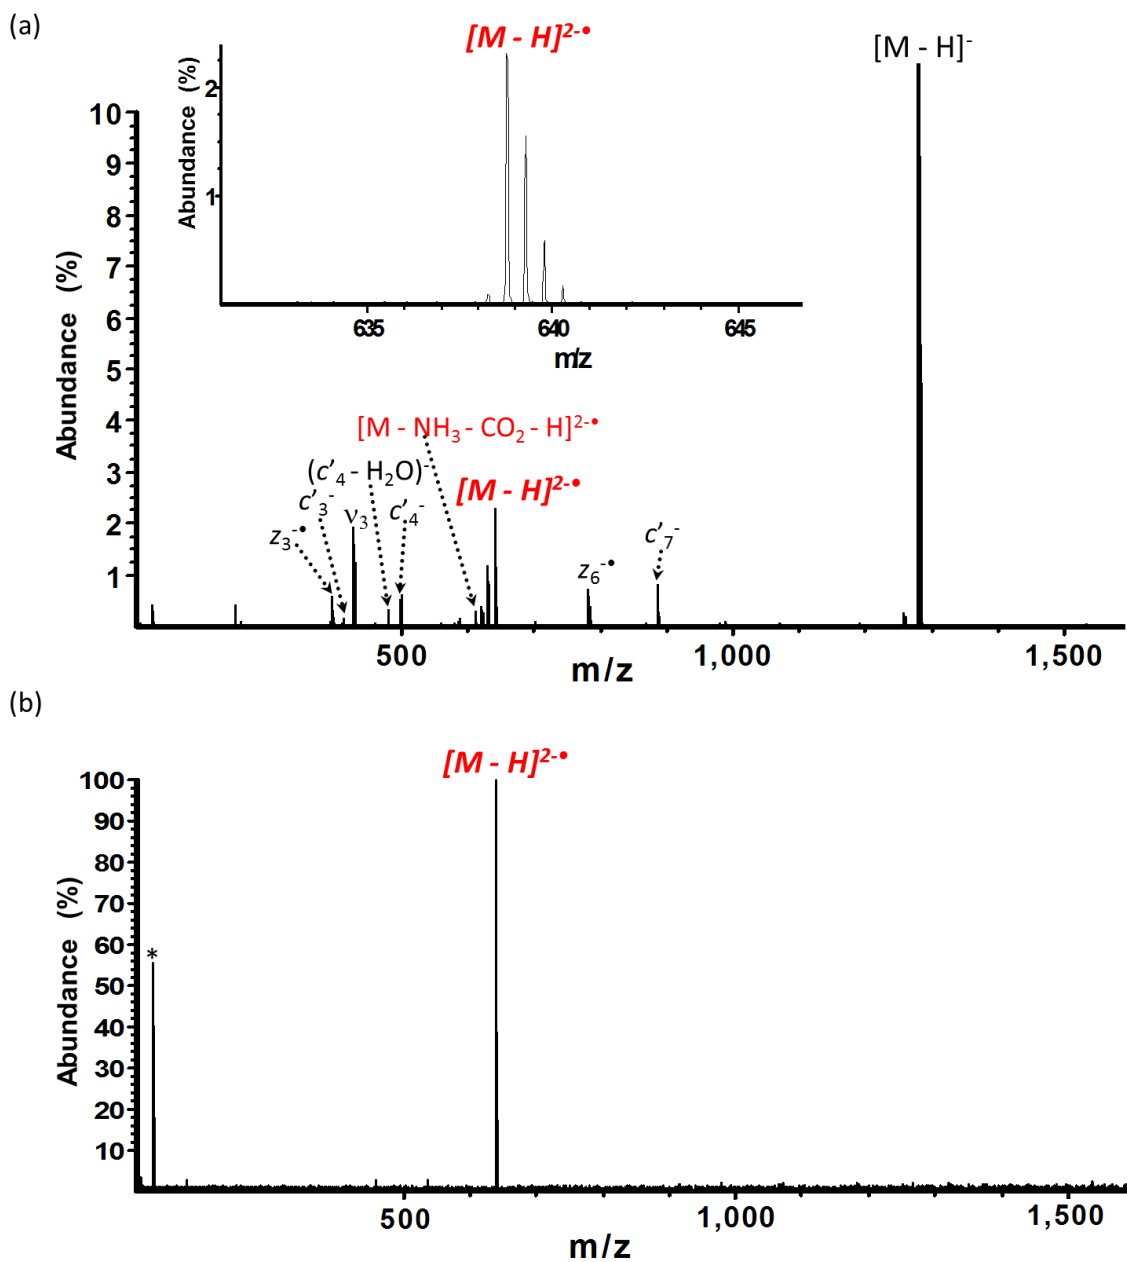 (a)
[M - H]²⁻•
[M - H]⁻
Abundance (%)
2
1
635
640
645
m/z
Abundance (%)
10
9
8
7
6
5
4
3
2
1
[M - NH₃ - CO₂ - H]²⁻•
(c'₄ - H₂O)⁻
[M - H]²⁻•
c'₃⁻
ν₃
c'₄⁻
z₃⁻•
c'₇⁻
z₆⁻•
500
1,000
1,500
m/z
(b)
[M - H]²⁻•
Abundance (%)
100
90
80
70
60
50
40
30
20
10
*
500
1,000
1,500
m/z